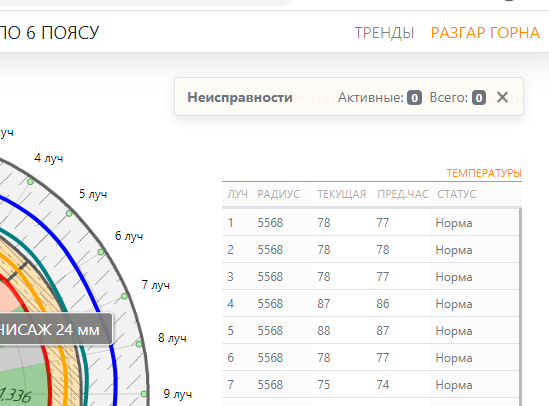 ПО 6 ПОЯСУ
ТРЕНДЫ РАЗГАР ГОРНА
Неисправности Активные: 0 Всего: 0 ×
луч
4 луч
5 луч
6 луч
7 луч
8 луч
9 луч
НИСАЖ 24 мм
1,336
ТЕМПЕРАТУРЫ
ЛУЧ РАДИУС ТЕКУЩАЯ ПРЕД.ЧАС СТАТУС
1 5568 78 77 Норма
2 5568 78 78 Норма
3 5568 78 77 Норма
4 5568 87 86 Норма
5 5568 88 87 Норма
6 5568 78 77 Норма
7 5568 75 74 Норма